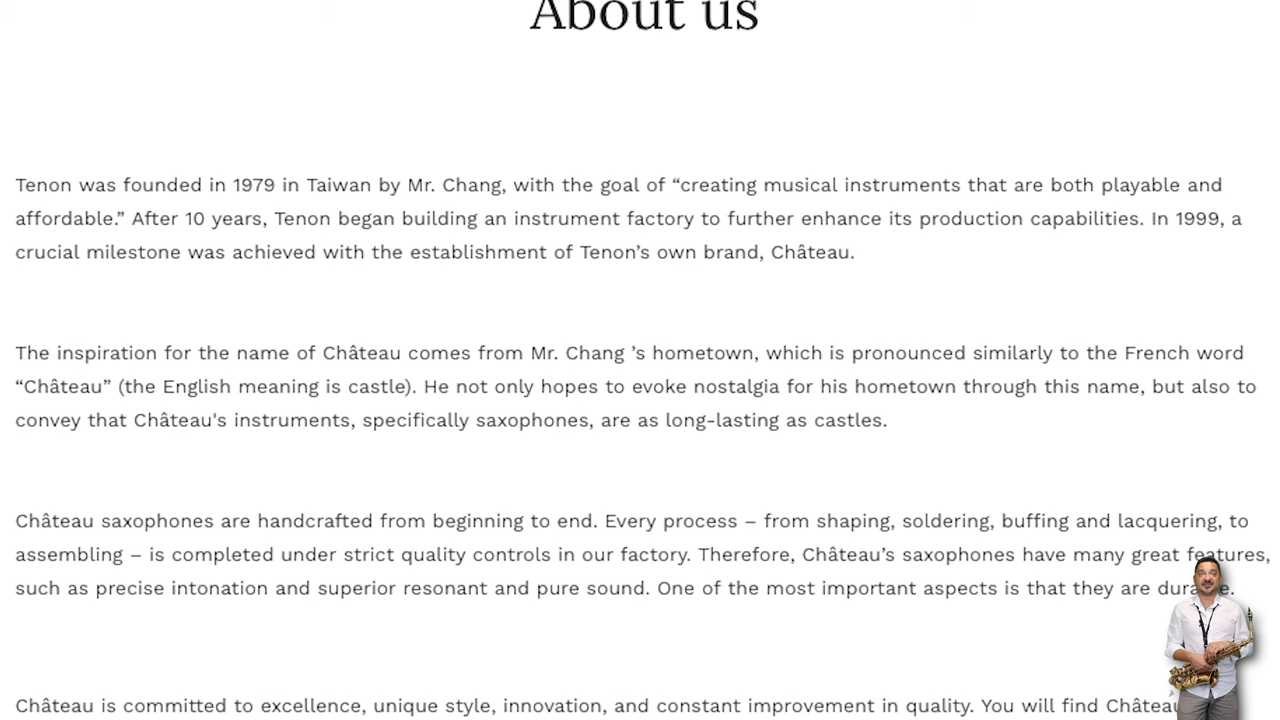 About us
Tenon was founded in 1979 in Taiwan by Mr. Chang, with the goal of “creating musical instruments that are both playable and
affordable.” After 10 years, Tenon began building an instrument factory to further enhance its production capabilities. In 1999, a
crucial milestone was achieved with the establishment of Tenon’s own brand, Château.
The inspiration for the name of Château comes from Mr. Chang ’s hometown, which is pronounced similarly to the French word
“Château” (the English meaning is castle). He not only hopes to evoke nostalgia for his hometown through this name, but also to
convey that Château's instruments, specifically saxophones, are as long-lasting as castles.
Château saxophones are handcrafted from beginning to end. Every process – from shaping, soldering, buffing and lacquering, to
assembling – is completed under strict quality controls in our factory. Therefore, Château’s saxophones have many great features,
such as precise intonation and superior resonant and pure sound. One of the most important aspects is that they are
Château is committed to excellence, unique style, innovation, and constant improvement in quality. You will find